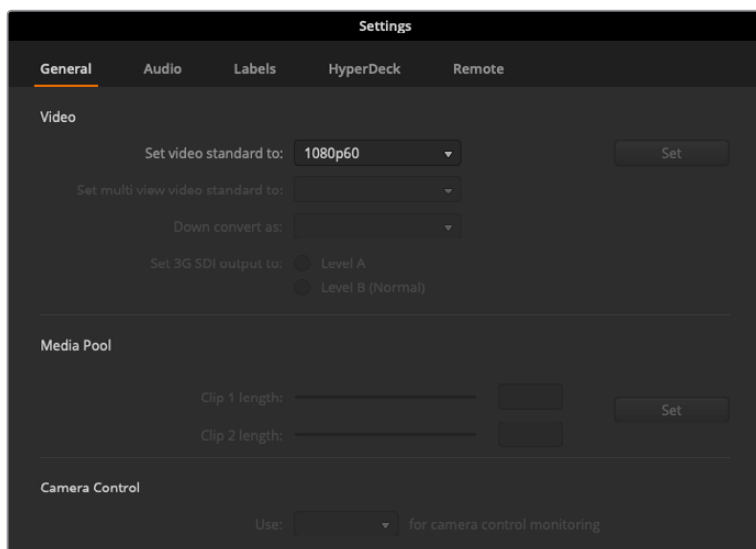 Settings
General Audio Labels HyperDeck Remote
Video
Set video standard to: 1080p60 Set
Set multi view video standard to:
Down convert as:
Set 3G SDI output to: Level A
Level B (Normal)
Media Pool
Clip 1 length:
Set
Clip 2 length:
Camera Control
Use: for camera control monitoring